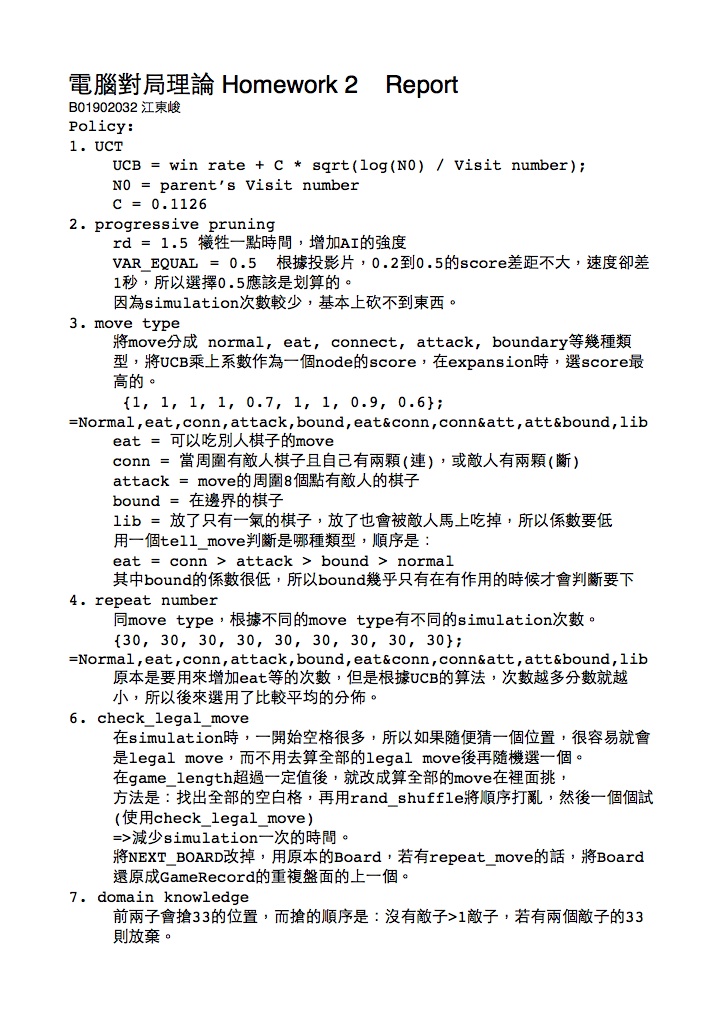 電腦對局理論 Homework 2 Report
B01902032 江東峻
Policy:
1. UCT
UCB = win rate + C * sqrt(log(N0) / Visit number);
N0 = parent's Visit number
C = 0.1126
2. progressive pruning
rd = 1.5 犧牲一點時間，增加AI的強度
VAR_EQUAL = 0.5 根據投影片，0.2到0.5的score差距不大，速度卻差
1秒，所以選擇0.5應該是划算的。
因為simulation次數較少，基本上砍不到東西。
3. move type
將move分成 normal, eat, connect, attack, boundary等幾種類
型，將UCB乘上系數作為一個node的score，在expansion時，選score最
高的。
{1, 1, 1, 1, 0.7, 1, 1, 0.9, 0.6};
=Normal,eat,conn,attack,bound,eat&conn,conn&att,att&bound,lib
eat = 可以吃別人棋子的move
conn = 當周圍有敵人棋子且自己有兩顆(連)，或敵人有兩顆(斷)
attack = move的周圍8個點有敵人的棋子
bound = 在邊界的棋子
lib = 放了只有一氣的棋子，放了也會被敵人馬上吃掉，所以係數要低
用一個tell_move判斷是哪種類型，順序是：
eat = conn > attack > bound > normal
其中bound的係數很低，所以bound幾乎只有在有作用的時候才會判斷要下
4. repeat number
同move type，根據不同的move type有不同的simulation次數。
{30, 30, 30, 30, 30, 30, 30, 30, 30};
=Normal,eat,conn,attack,bound,eat&conn,conn&att,att&bound,lib
原本是要用來增加eat等的次數，但是根據UCB的算法，次數越多分數就越
小，所以後來選用了比較平均的分佈。
6. check_legal_move
在simulation時，一開始空格很多，所以如果隨便猜一個位置，很容易就會
是legal move，而不用去算全部的legal move後再隨機選一個。
在game_length超過一定值後，就改成算全部的move在裡面挑，
方法是：找出全部的空白格，再用rand_shuffle將順序打亂，然後一個個試
(使用check_legal_move)
=>減少simulation一次的時間。
將NEXT_BOARD改掉，用原本的Board，若有repeat_move的話，將Board
還原成GameRecord的重複盤面的上一個。
7. domain knowledge
前兩子會搶33的位置，而搶的順序是：沒有敵子>1敵子，若有兩個敵子的33
則放棄。